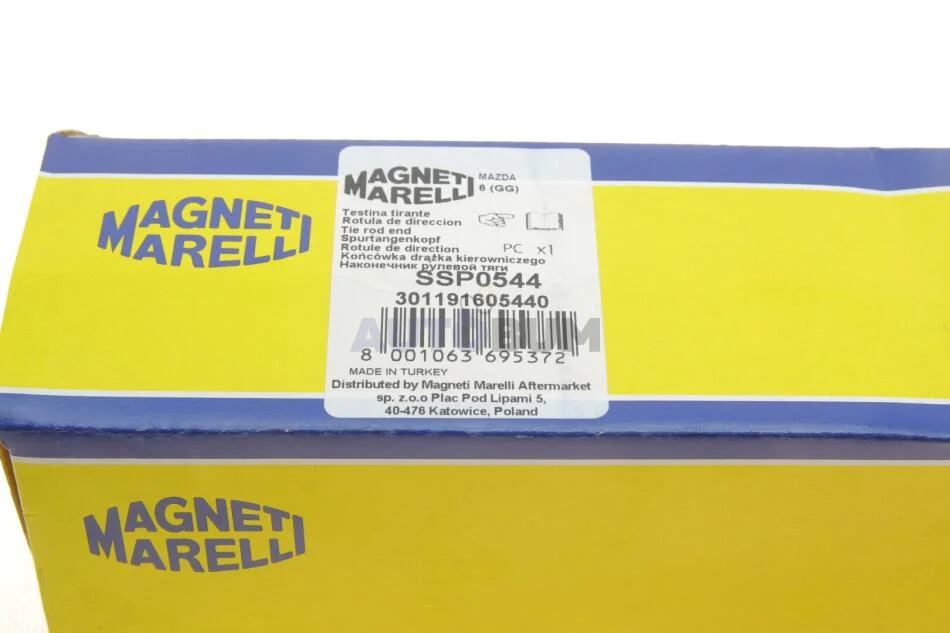 MAGNETI
MARELLI
MAGNETI
MARELLI
MAZDA
6 (GG)
Testina tirante
Rotula de direccion
Tie rod end
Spurtangenkopf
Rotule de direction
Końcówka drążka kierowniczego
Наконечник рулевой тяги
PC x1
SSP0544
301191605440
AUTOBUM
8 001063 695372
MADE IN TURKEY
Distributed by Magneti Marelli Aftermarket
sp. z.o.o Plac Pod Lipami 5,
40-476 Katowice, Poland
MAGNETI
MARELLI